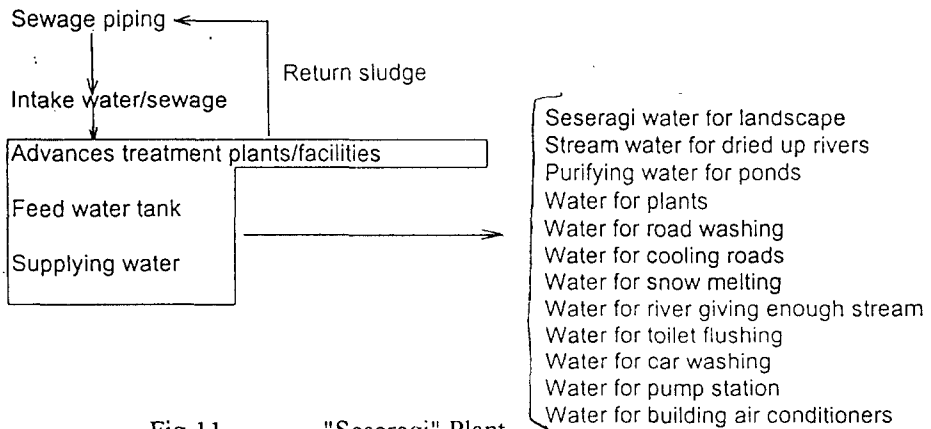 Sewage piping
Return sludge
Intake water/sewage
Advances treatment plants/facilities
Feed water tank
Supplying water
Seseragi water for landscape
Stream water for dried up rivers
Purifying water for ponds
Water for plants
Water for road washing
Water for cooling roads
Water for snow melting
Water for river giving enough stream
Water for toilet flushing
Water for car washing
Water for pump station
Water for building air conditioners
Fig.11 "Seseragi" Plant